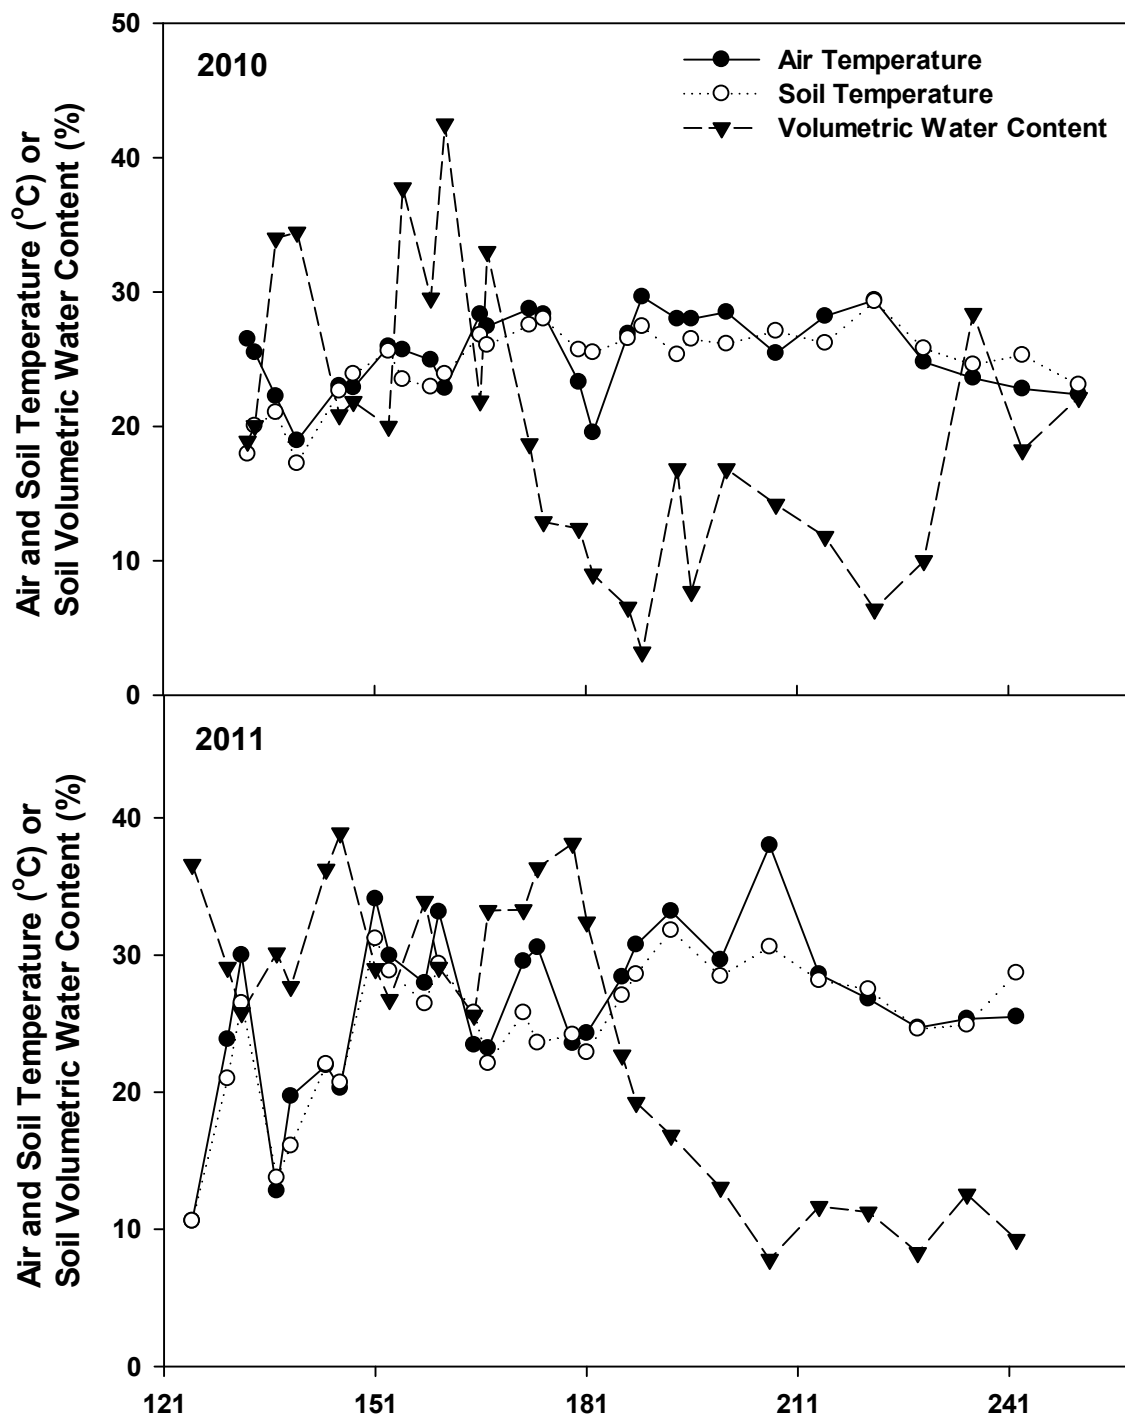 50
2010
Air Temperature
Soil Temperature
Volumetric Water Content
40
30
20
10
0
Air and Soil Temperature (°C) or
Soil Volumetric Water Content (%)
2011
40
30
20
10
0
Air and Soil Temperature (°C) or
Soil Volumetric Water Content (%)
121 151 181 211 241